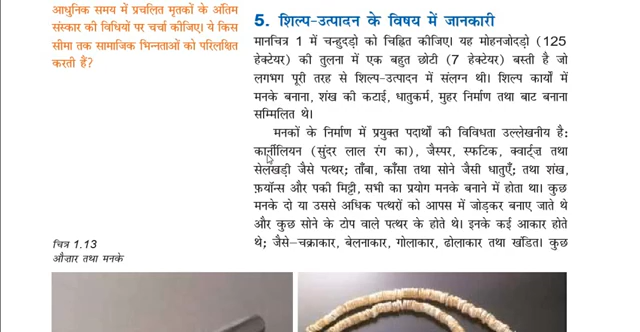 आधुनिक समय में प्रचलित मृतकों के अंतिम
संस्कार की विधियों पर चर्चा कीजिए। ये किस
सीमा तक सामाजिक भिन्नताओं को परिलक्षित
करती हैं?
5. शिल्प-उत्पादन के विषय में जानकारी
मानचित्र 1 में चन्हुदड़ो को चिह्नित कीजिए। यह मोहनजोदड़ो (125
हेक्टेयर) की तुलना में एक बहुत छोटी (7 हेक्टेयर) बस्ती है जो
लगभग पूरी तरह से शिल्प-उत्पादन में संलग्न थी। शिल्प कार्यों में
मनके बनाना, शंख की कटाई, धातुकर्म, मुहर निर्माण तथा बाट बनाना
सम्मिलित थे।
मनकों के निर्माण में प्रयुक्त पदार्थों की विविधता उल्लेखनीय है:
कार्नीलियन (सुंदर लाल रंग का), जैस्पर, स्फटिक, क्वार्ट्ज़ तथा
सेलखड़ी जैसे पत्थर; ताँबा, काँसा तथा सोने जैसी धातुएँ; तथा शंख,
फ़यॉन्स और पकी मिट्टी, सभी का प्रयोग मनके बनाने में होता था। कुछ
मनके दो या उससे अधिक पत्थरों को आपस में जोड़कर बनाए जाते थे
और कुछ सोने के टोप वाले पत्थर के होते थे। इनके कई आकार होते
थे; जैसे–चक्राकार, बेलनाकार, गोलाकार, ढोलाकार तथा खंडित। कुछ
चित्र 1.13
औज़ार तथा मनके